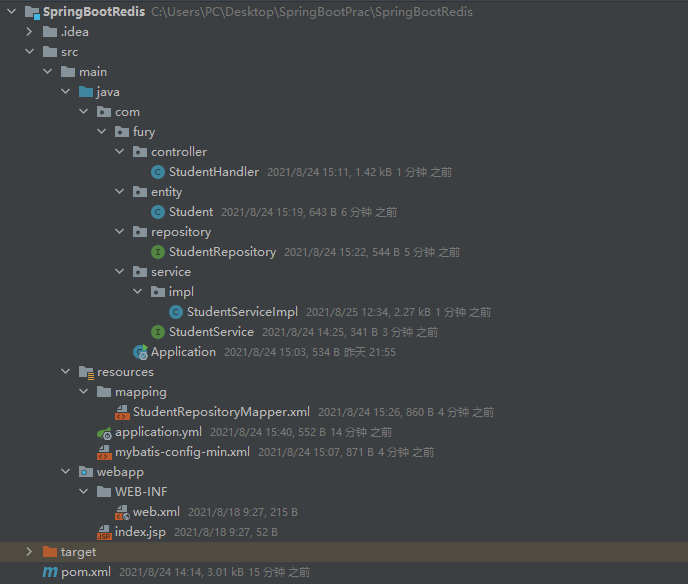 SpringBootRedis C:\Users\PC\Desktop\SpringBootPrac\SpringBootRedis
.idea
src
main
java
com
fury
controller
StudentHandler 2021/8/24 15:11, 1.42 kB 1 分钟 之前
entity
Student 2021/8/24 15:19, 643 B 6 分钟 之前
repository
StudentRepository 2021/8/24 15:22, 544 B 5 分钟 之前
service
impl
StudentServiceImpl 2021/8/25 12:34, 2.27 kB 1 分钟 之前
StudentService 2021/8/24 14:25, 341 B 3 分钟 之前
Application 2021/8/24 15:03, 534 B 昨天 21:55
resources
mapping
StudentRepositoryMapper.xml 2021/8/24 15:26, 860 B 4 分钟 之前
application.yml 2021/8/24 15:40, 552 B 14 分钟 之前
mybatis-config-min.xml 2021/8/24 15:07, 871 B 4 分钟 之前
webapp
WEB-INF
web.xml 2021/8/18 9:27, 215 B
index.jsp 2021/8/18 9:27, 52 B
target
pom.xml 2021/8/24 14:14, 3.01 kB 15 分钟 之前